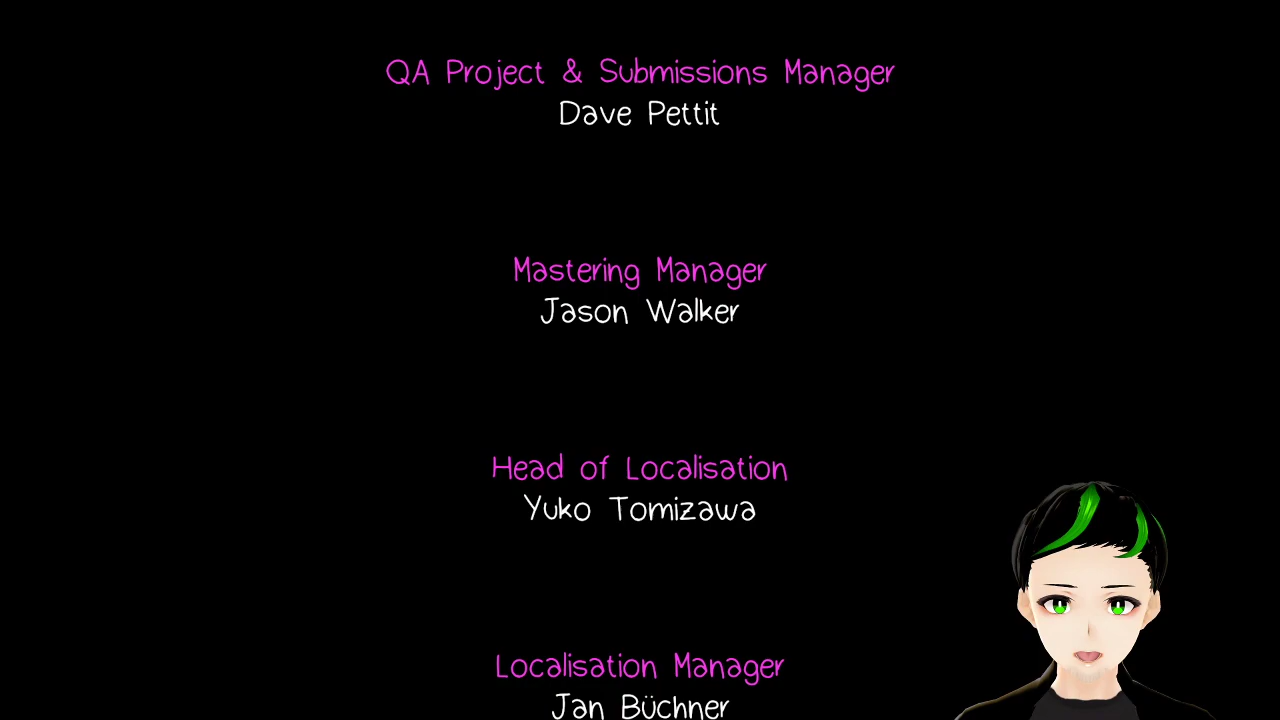 QA Project & Submissions Manager
Dave Pettit
Mastering Manager
Jason Walker
Head of Localisation
Yuko Tomizawa
Localisation Manager
Jan Büchner